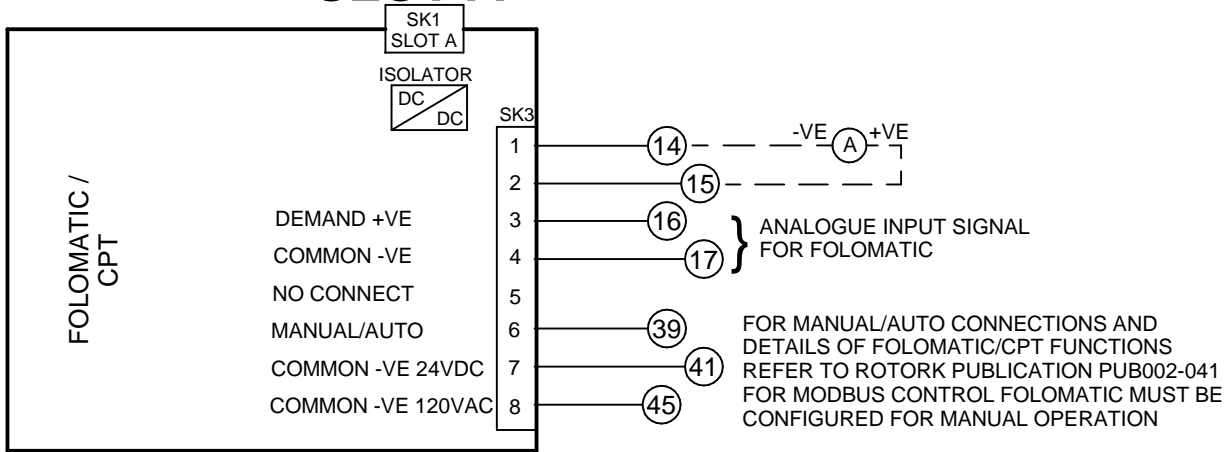 SK1
SLOT A
ISOLATOR
DC
DC
SK3
FOLOMATIC /
CPT
1
14
-VE
A
+VE
2
15
DEMAND +VE
3
16
COMMON -VE
4
17
}
ANALOGUE INPUT SIGNAL
FOR FOLOMATIC
NO CONNECT
5
MANUAL/AUTO
6
39
COMMON -VE 24VDC
7
41
COMMON -VE 120VAC
8
45
FOR MANUAL/AUTO CONNECTIONS AND
DETAILS OF FOLOMATIC/CPT FUNCTIONS
REFER TO ROTORK PUBLICATION PUB002-041
FOR MODBUS CONTROL FOLOMATIC MUST BE
CONFIGURED FOR MANUAL OPERATION